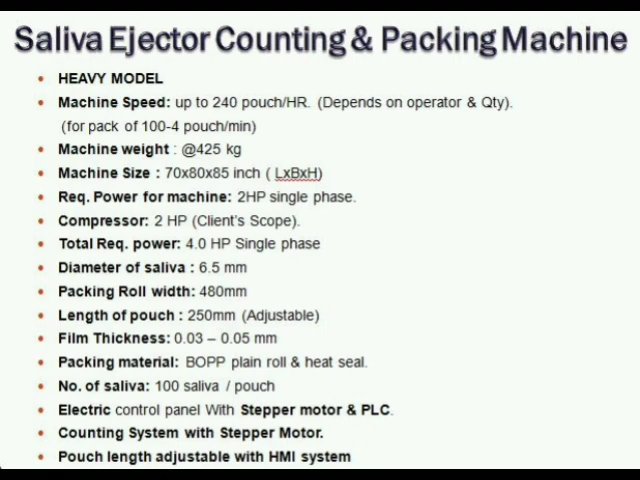 Saliva Ejector Counting & Packing Machine
• HEAVY MODEL
• Machine Speed: up to 240 pouch/HR. (Depends on operator & Qty).
(for pack of 100-4 pouch/min)
• Machine weight : @425 kg
• Machine Size : 70x80x85 inch ( LxBxH)
• Req. Power for machine: 2HP single phase.
• Compressor: 2 HP (Client's Scope).
• Total Req. power: 4.0 HP Single phase
• Diameter of saliva : 6.5 mm
• Packing Roll width: 480mm
• Length of pouch : 250mm (Adjustable)
• Film Thickness: 0.03 – 0.05 mm
• Packing material: BOPP plain roll & heat seal.
• No. of saliva: 100 saliva / pouch
• Electric control panel With Stepper motor & PLC.
• Counting System with Stepper Motor.
• Pouch length adjustable with HMI system